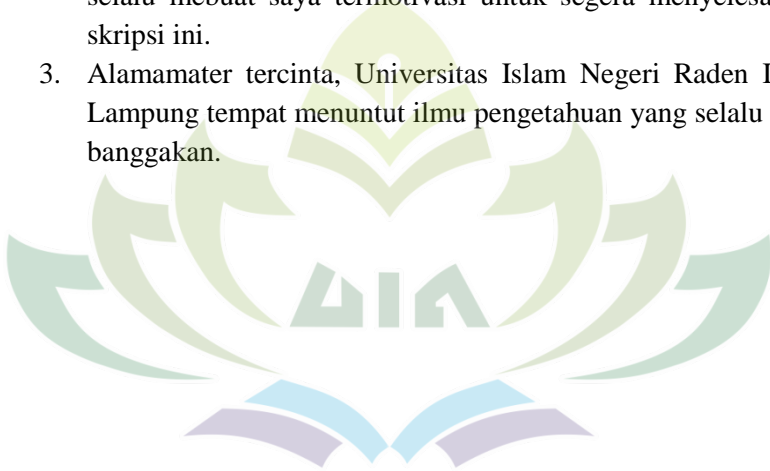 selalu mebuat saya termotivasi untuk segera menyelesa
skripsi ini.
3. Alamamater tercinta, Universitas Islam Negeri Raden I
Lampung tempat menuntut ilmu pengetahuan yang selalu
banggakan.